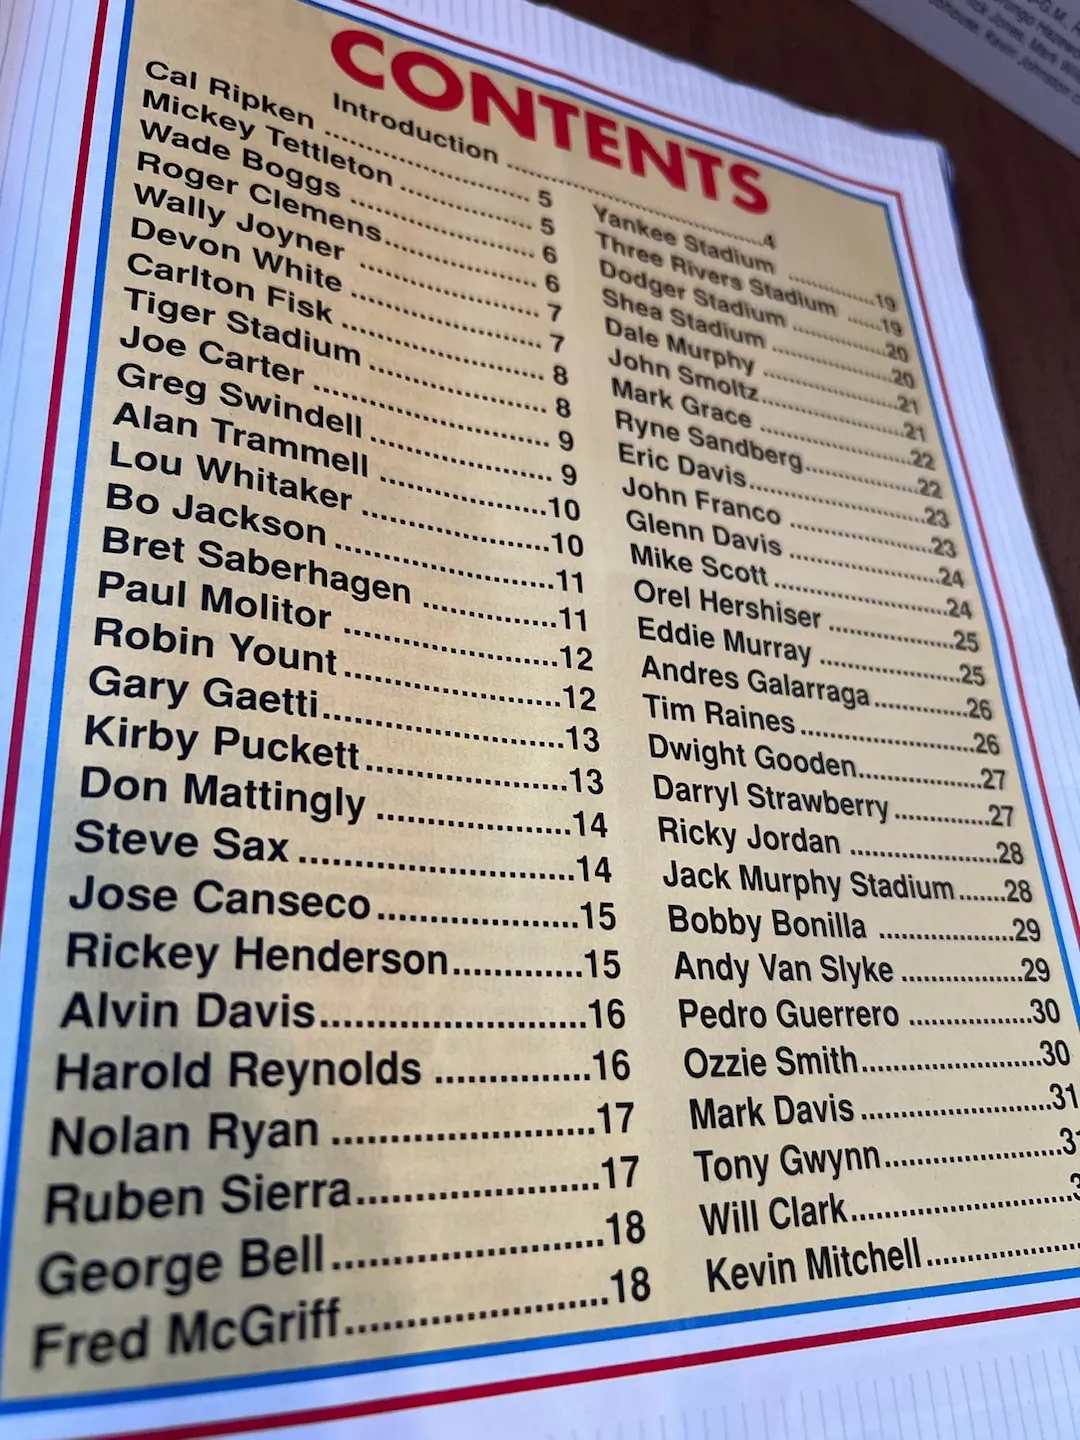 CONTENTS
Introduction ........................4
Cal Ripken ........................ 5
Mickey Tettleton ............... 5
Wade Boggs ..................... 6
Roger Clemens.................. 6
Wally Joyner ..................... 7
Devon White ..................... 7
Carlton Fisk ...................... 8
Tiger Stadium ................... 8
Joe Carter ......................... 9
Greg Swindell ................... 9
Alan Trammell ..................10
Lou Whitaker ....................10
Bo Jackson .......................11
Bret Saberhagen ..............11
Paul Molitor ......................12
Robin Yount ......................12
Gary Gaetti........................13
Kirby Puckett.....................13
Don Mattingly ...................14
Steve Sax .........................14
Jose Canseco ...................15
Rickey Henderson.............15
Alvin Davis.........................16
Harold Reynolds ...............16
Nolan Ryan .......................17
Ruben Sierra.....................17
George Bell.......................18
Fred McGriff......................18
Yankee Stadium ............19
Three Rivers Stadium ......19
Dodger Stadium .............20
Shea Stadium ................20
Dale Murphy ..................21
John Smoltz...................21
Mark Grace ...................22
Ryne Sandberg...............22
Eric Davis......................23
John Franco ..................23
Glenn Davis ..................24
Mike Scott .....................24
Orel Hershiser ...............25
Eddie Murray .................25
Andres Galarraga............26
Tim Raines ....................26
Dwight Gooden...............27
Darryl Strawberry ...........27
Ricky Jordan .................28
Jack Murphy Stadium.......28
Bobby Bonilla ................29
Andy Van Slyke ..............29
Pedro Guerrero ..............30
Ozzie Smith...................30
Mark Davis ....................31
Tony Gwynn...................
Will Clark.......................
Kevin Mitchell.................